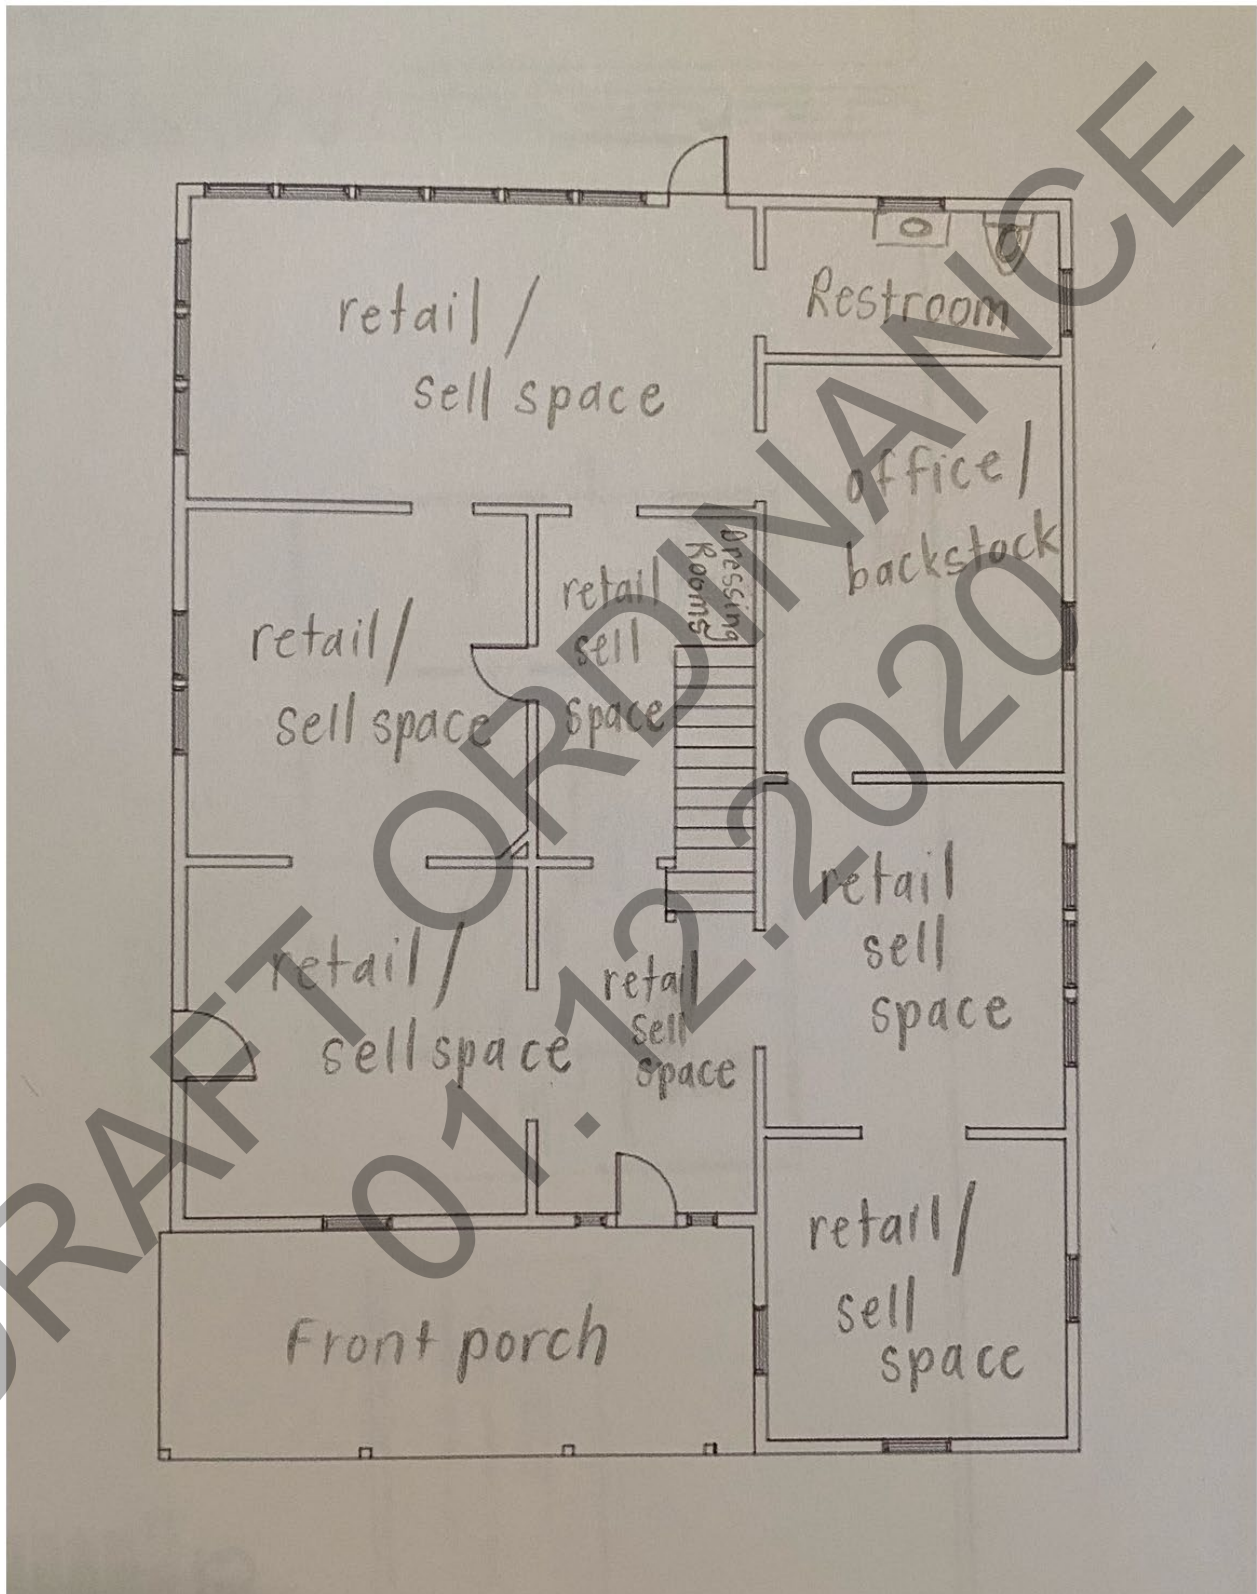 retail /
sell space
Restroom
office /
backstock
Dressing
Rooms
retail
sell
space
retail /
sell space
retail
sell
space
retail /
sell space
retail
sell
space
retail /
sell
space
Front porch
DRAFT ORDINANCE
01.12.2020